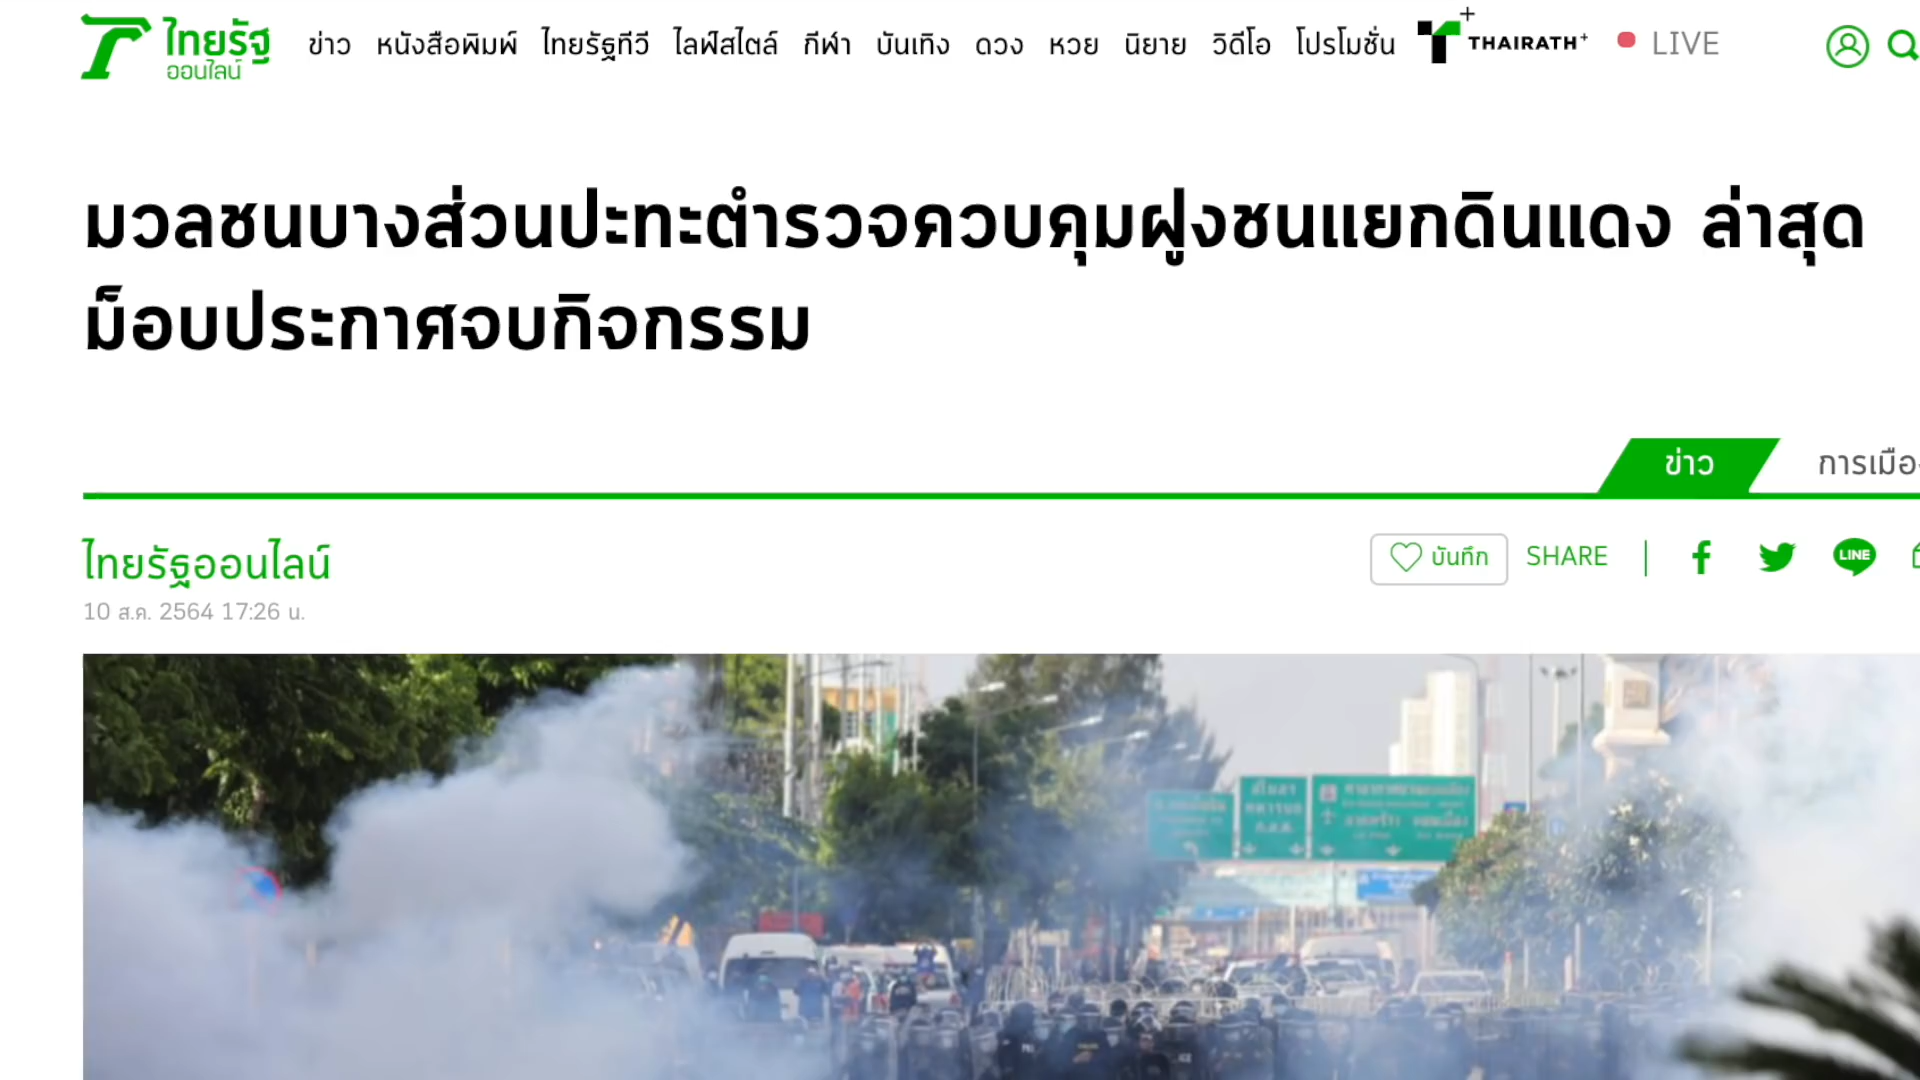 ไทยรัฐ
ออนไลน์
ข่าว หนังสือพิมพ์ ไทยรัฐทีวี ไลฟ์สไตล์ กีฬา บันเทิง ดวง หวย นิยาย วิดีโอ โปรโมชั่น THAIRATH+ LIVE
มวลชนบางส่วนปะทะตำรวจควบคุมฝูงชนแยกดินแดง ล่าสุด
ม็อบประกาศจบกิจกรรม
ข่าว
ไทยรัฐออนไลน์
บันทึก SHARE LINE
10 ส.ค. 2564 17:26 น.